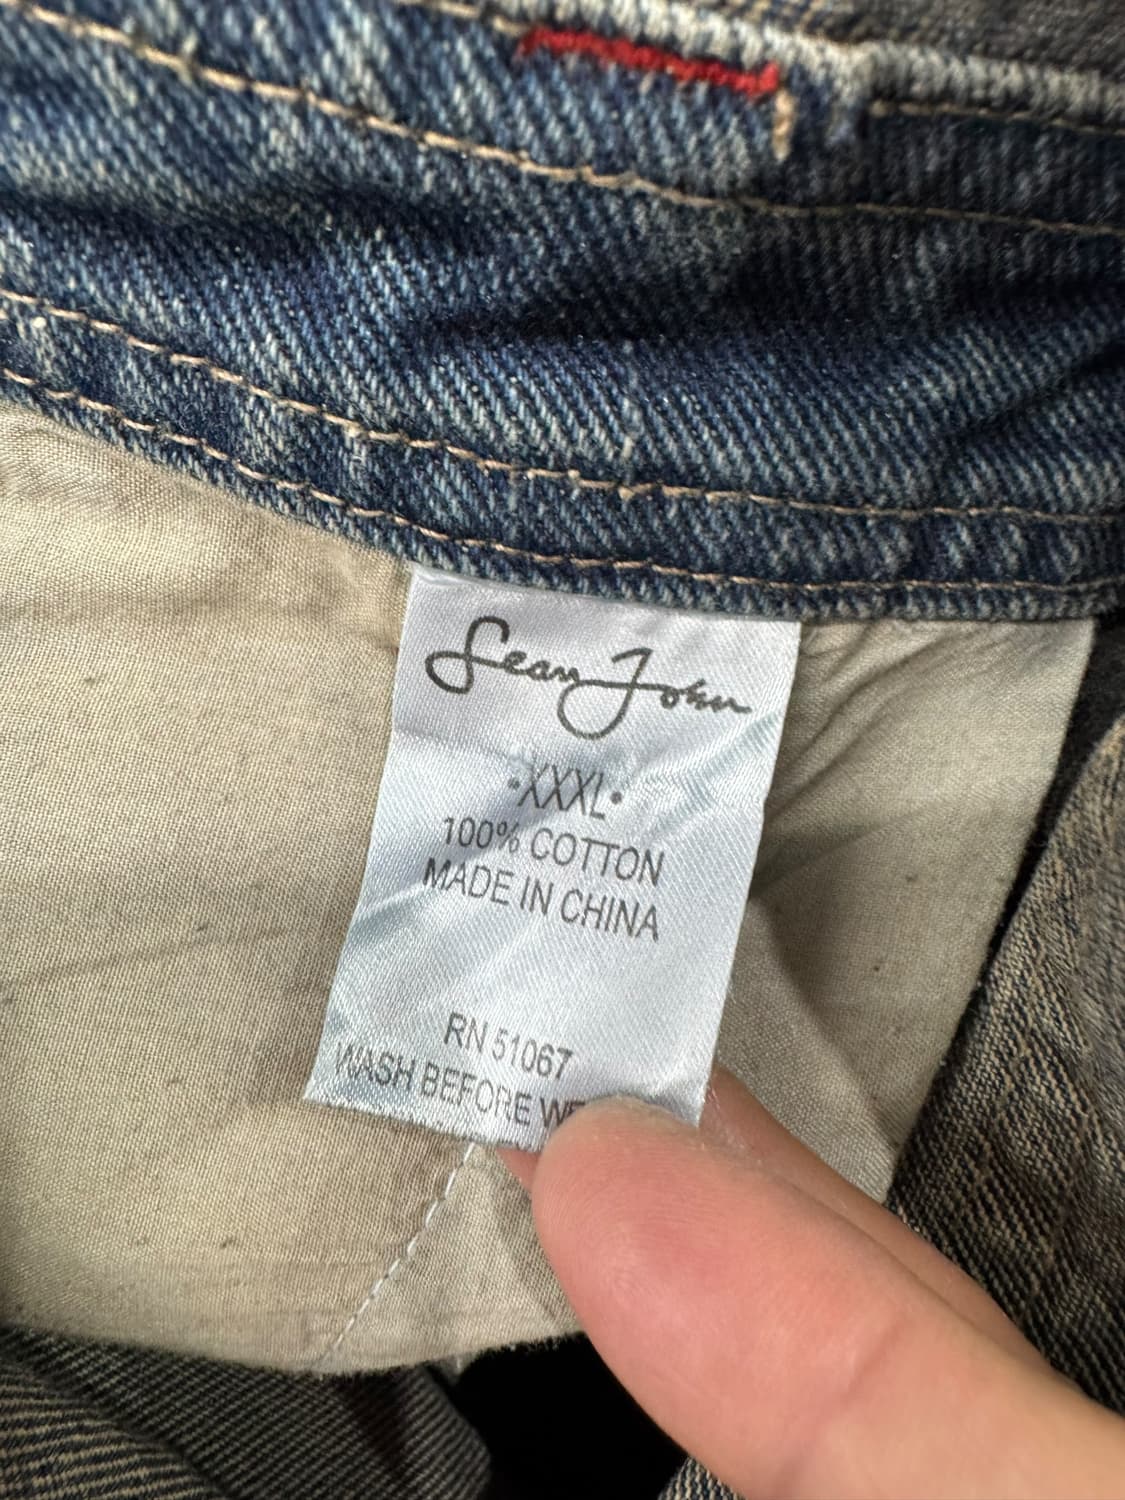 Sean John
•XXXL•
100% COTTON
MADE IN CHINA
RN 51067
WASH BEFORE